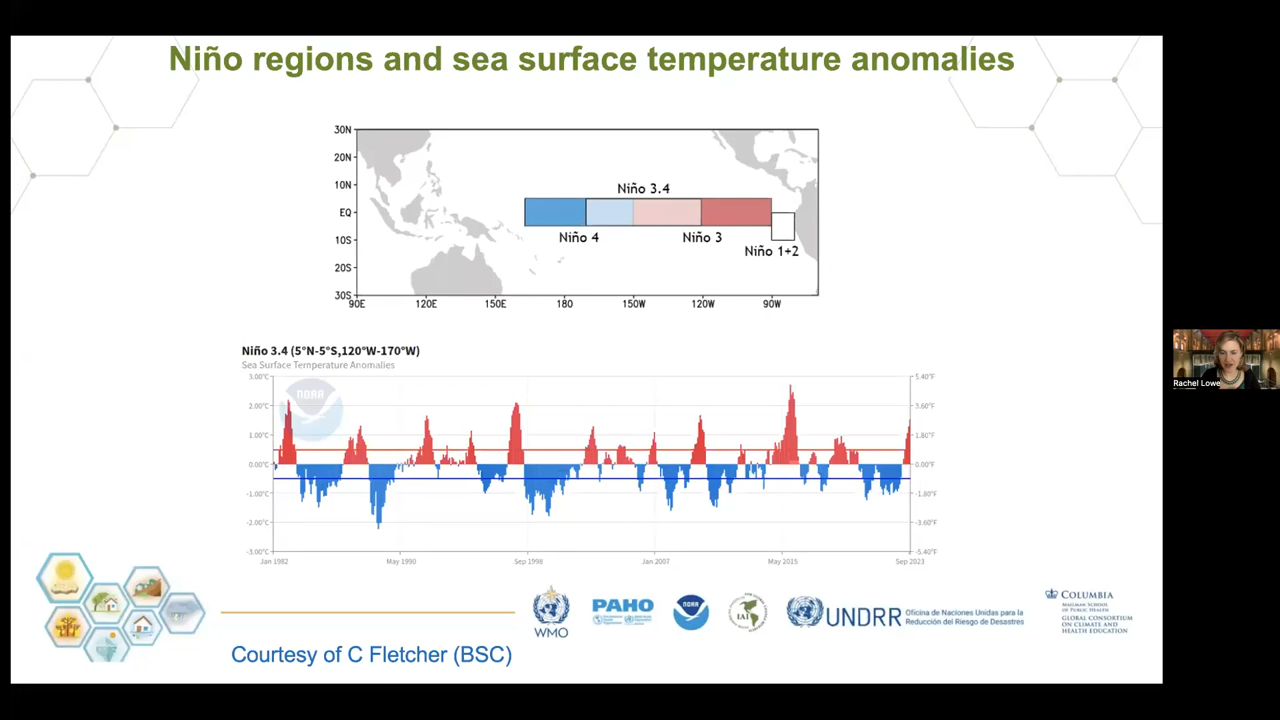 Niño regions and sea surface temperature anomalies
30N
20N
10N
EQ
10S
20S
30S
Niño 3.4
Niño 4
Niño 3
Niño 1+2
90E 120E 150E 180 150W 120W 90W
Niño 3.4 (5°N-5°S,120°W-170°W)
Sea Surface Temperature Anomalies
3.00°C 5.40°F
2.00°C 3.60°F
1.00°C 1.80°F
0.00°C 0.00°F
-1.00°C -1.80°F
-2.00°C -3.60°F
-3.00°C -5.40°F
NOAA
Jan 1982 May 1990 Sep 1998 Jan 2007 May 2015 Sep 2023
Rachel Lowe
WMO
PAHO
NOAA
IAI
UNDRR
Oficina de Naciones Unidas para la
Reducción del Riesgo de Desastres
COLUMBIA
MAILMAN SCHOOL
OF PUBLIC HEALTH
GLOBAL CONSORTIUM
ON CLIMATE AND
HEALTH EDUCATION
Courtesy of C Fletcher (BSC)